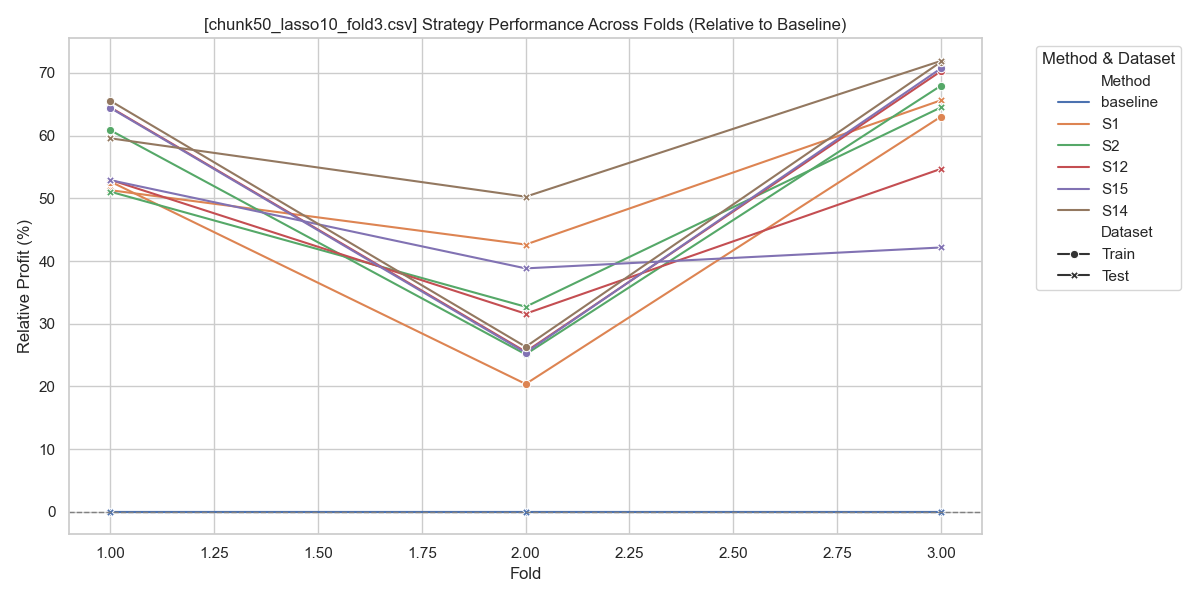 [chunk50_lasso10_fold3.csv] Strategy Performance Across Folds (Relative to Baseline)
Relative Profit (%)
70
60
50
40
30
20
10
0
1.00 1.25 1.50 1.75 2.00 2.25 2.50 2.75 3.00
Fold
Method & Dataset
Method
baseline
S1
S2
S12
S15
S14
Dataset
Train
Test